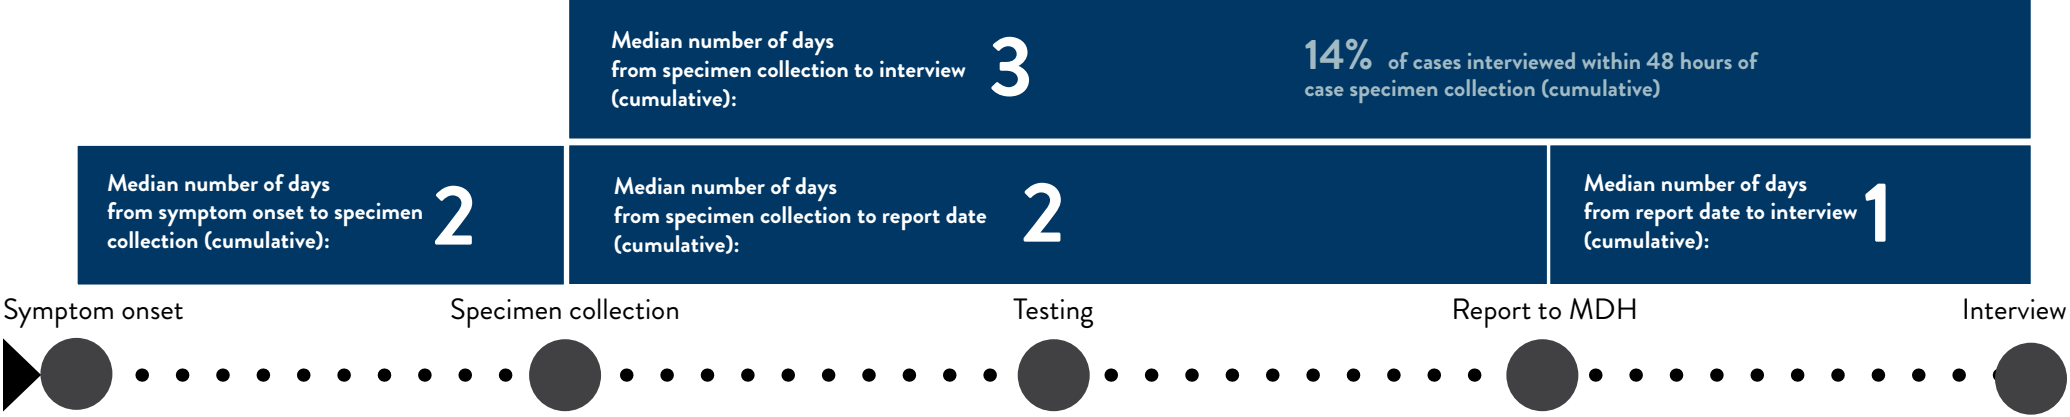 Median number of days
from specimen collection to interview
(cumulative):
3
14% of cases interviewed within 48 hours of
case specimen collection (cumulative)
Median number of days
from symptom onset to specimen
collection (cumulative):
2
Median number of days
from specimen collection to report date
(cumulative):
2
Median number of days
from report date to interview
(cumulative):
1
Symptom onset
Specimen collection
Testing
Report to MDH
Interview